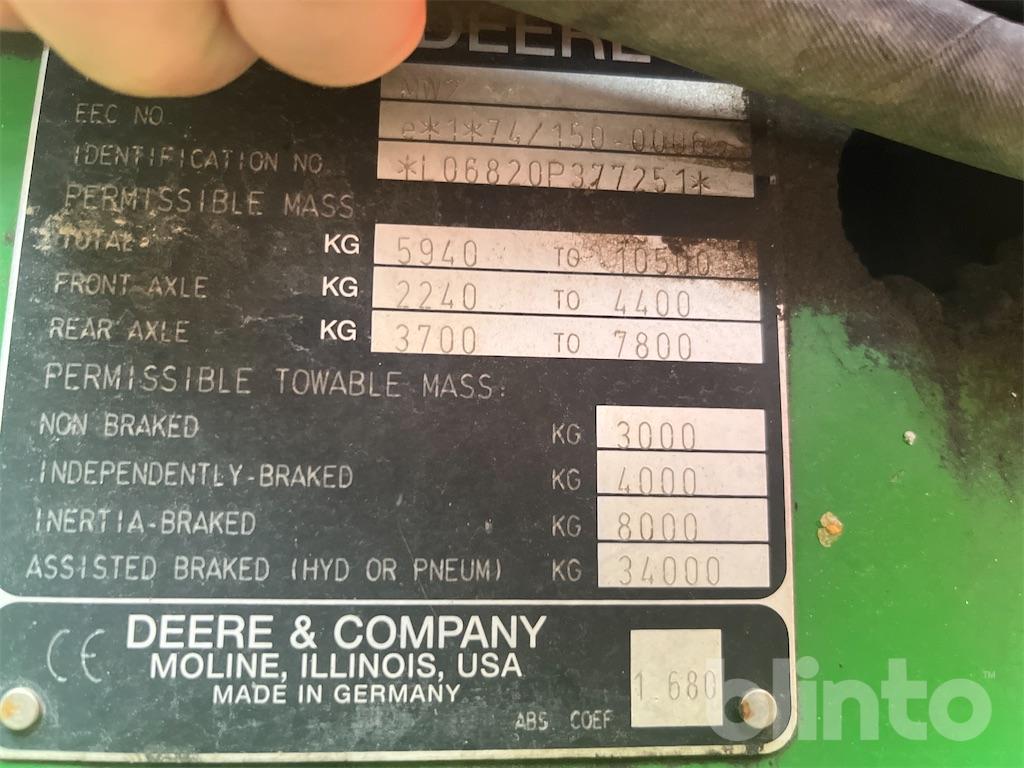 DEERE
EEC NO
e*1*74/150
IDENTIFICATION NO *L06820P377251*
PERMISSIBLE MASS
TOTAL KG 5940 TO 10500
FRONT AXLE KG 2240 TO 4400
REAR AXLE KG 3700 TO 7800
PERMISSIBLE TOWABLE MASS:
NON BRAKED KG 3000
INDEPENDENTLY-BRAKED KG 4000
INERTIA-BRAKED KG 8000
ASSISTED BRAKED (HYD OR PNEUM) KG 34000
CE DEERE & COMPANY
MOLINE, ILLINOIS, USA
MADE IN GERMANY
ABS COEF 1.680
blinto™